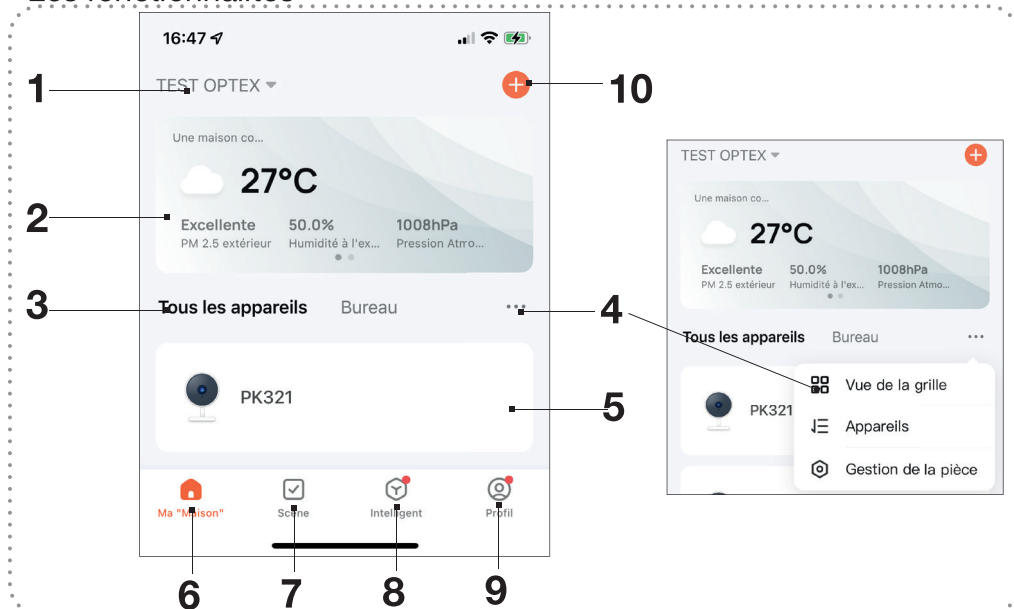 Les fonctionnalités
16:47
1
TEST OPTEX
10
Une maison co...
27°C
2
Excellente 50.0% 1008hPa
PM 2.5 extérieur Humidité à l'ex... Pression Atmo...
3
Tous les appareils Bureau
4
PK321
5
Ma "Maison" Scène Intelligent Profil
6 7 8 9
TEST OPTEX
Une maison co...
27°C
Excellente 50.0% 1008hPa
PM 2.5 extérieur Humidité à l'ex... Pression Atmo...
Tous les appareils Bureau
PK321
Vue de la grille
Appareils
Gestion de la pièce